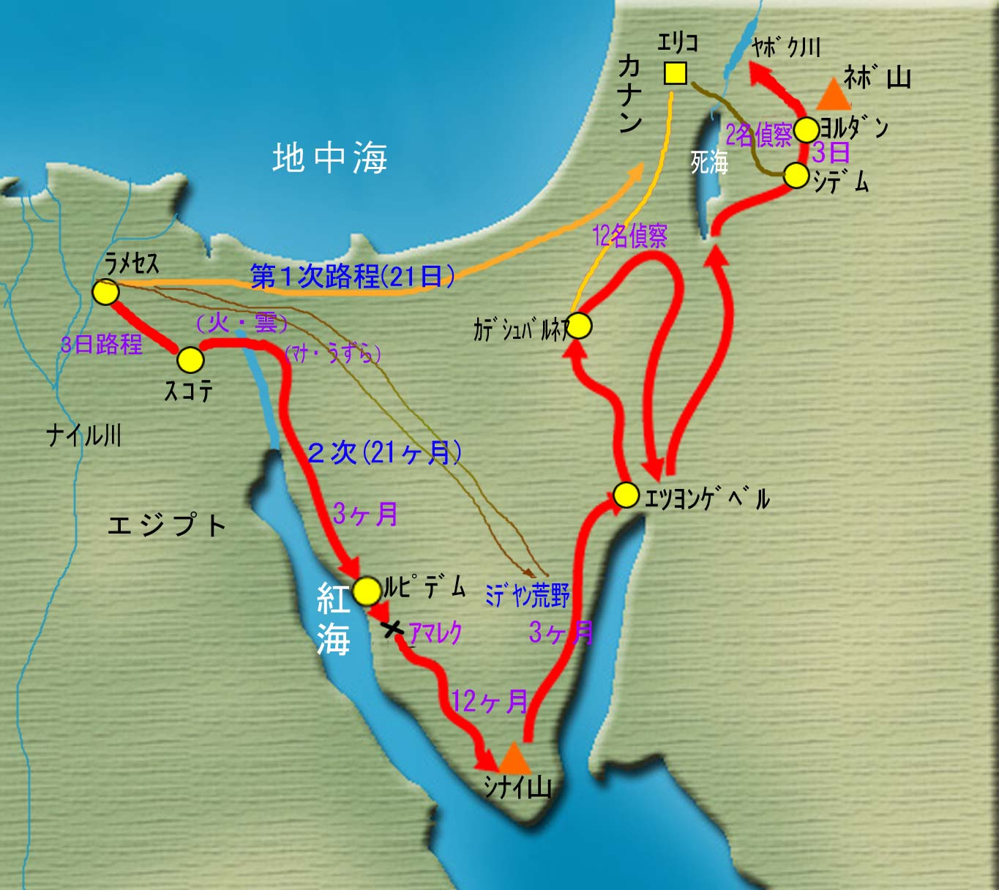 エリコ
ヤボク川
カナン
ネボ山
ヨルダン
2名偵察
3日
死海
シデム
地中海
12名偵察
ラメセス
第１次路程(21日)
(火・雲)
カデシュバルネア
3日路程
(マナ・うずら)
スコテ
ナイル川
２次(21ヶ月)
エツヨンゲベル
エジプト
3ヶ月
ルピデム
ミデヤン荒野
紅海
アマレク
3ヶ月
12ヶ月
シナイ山